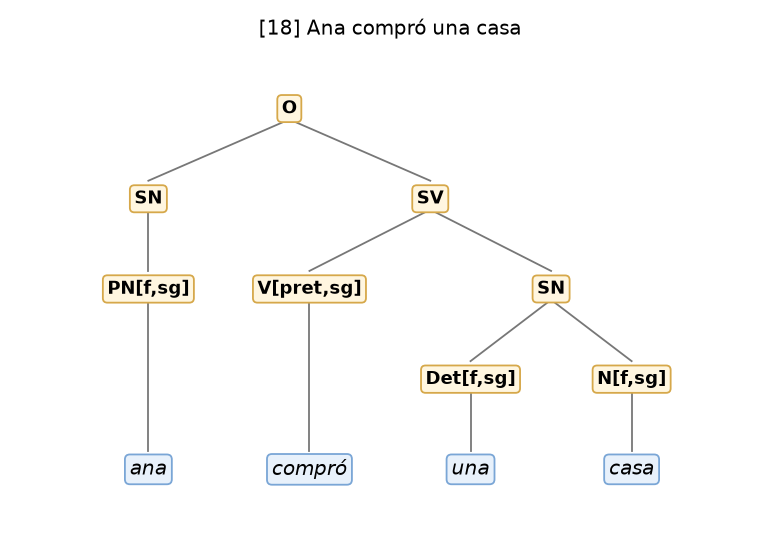 [18] Ana compró una casa
O
SN SV
PN[f,sg] V[pret,sg] SN
Det[f,sg] N[f,sg]
ana compró una casa